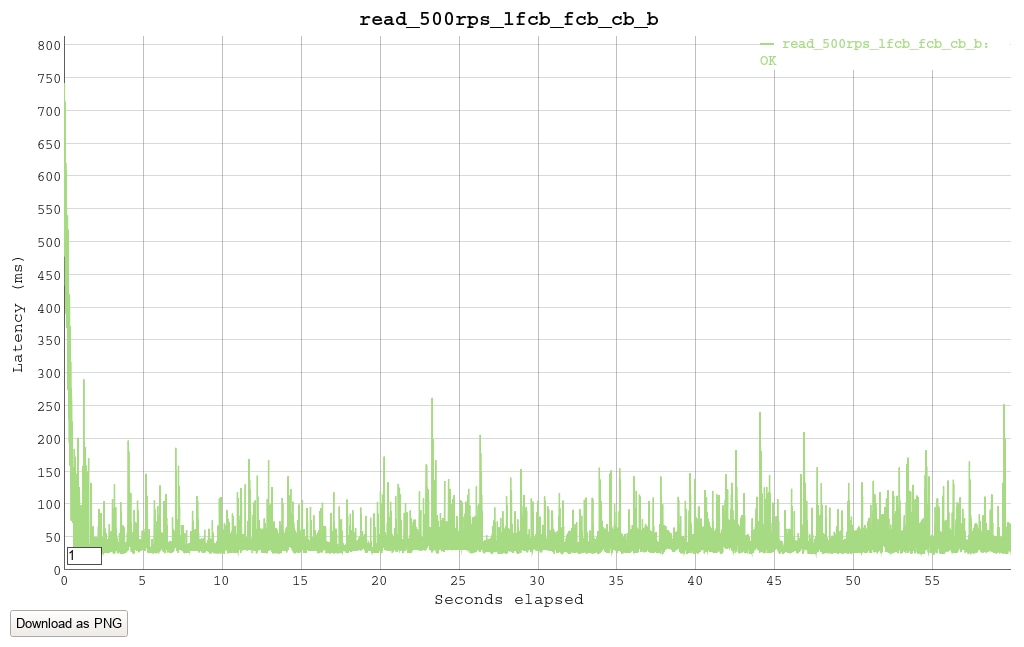 read_500rps_lfcb_fcb_cb_b
read_500rps_lfcb_fcb_cb_b:
OK
800
750
700
650
600
550
500
450
400
350
300
250
200
150
100
50
0
Latency (ms)
1
0 5 10 15 20 25 30 35 40 45 50 55
Seconds elapsed
Download as PNG